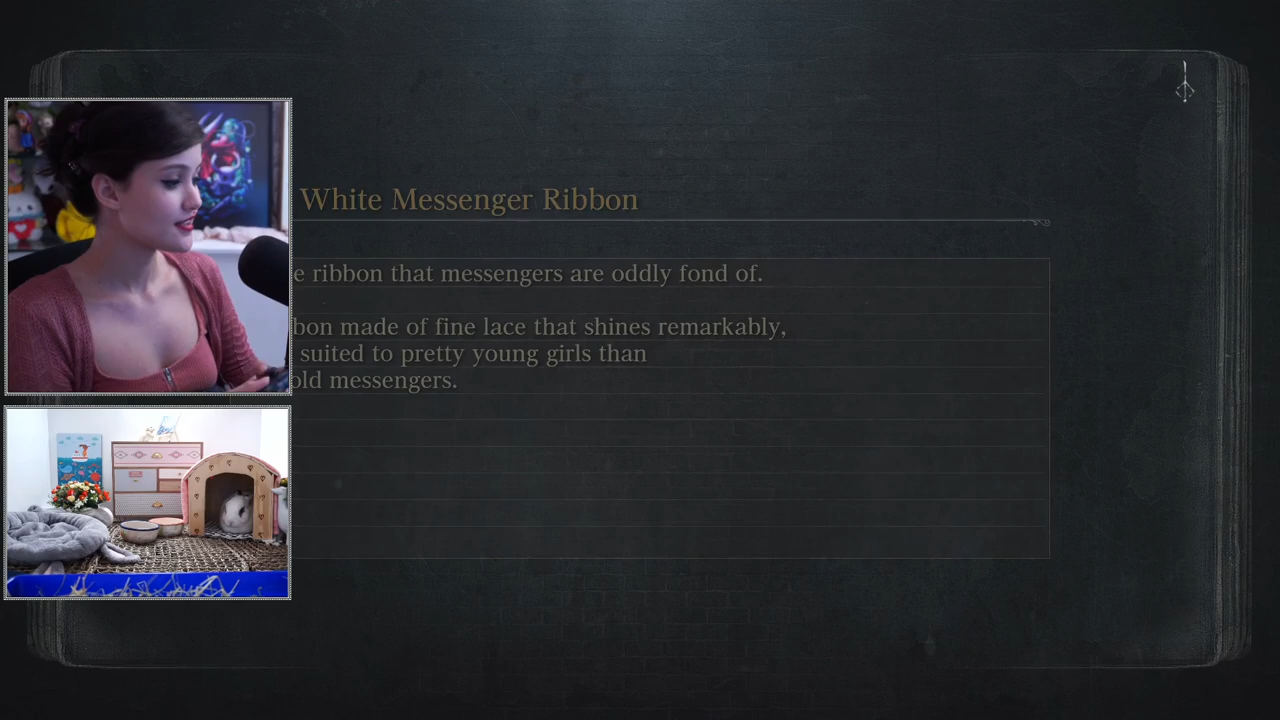 White Messenger Ribbon
e ribbon that messengers are oddly fond of.
bon made of fine lace that shines remarkably,
suited to pretty young girls than
old messengers.